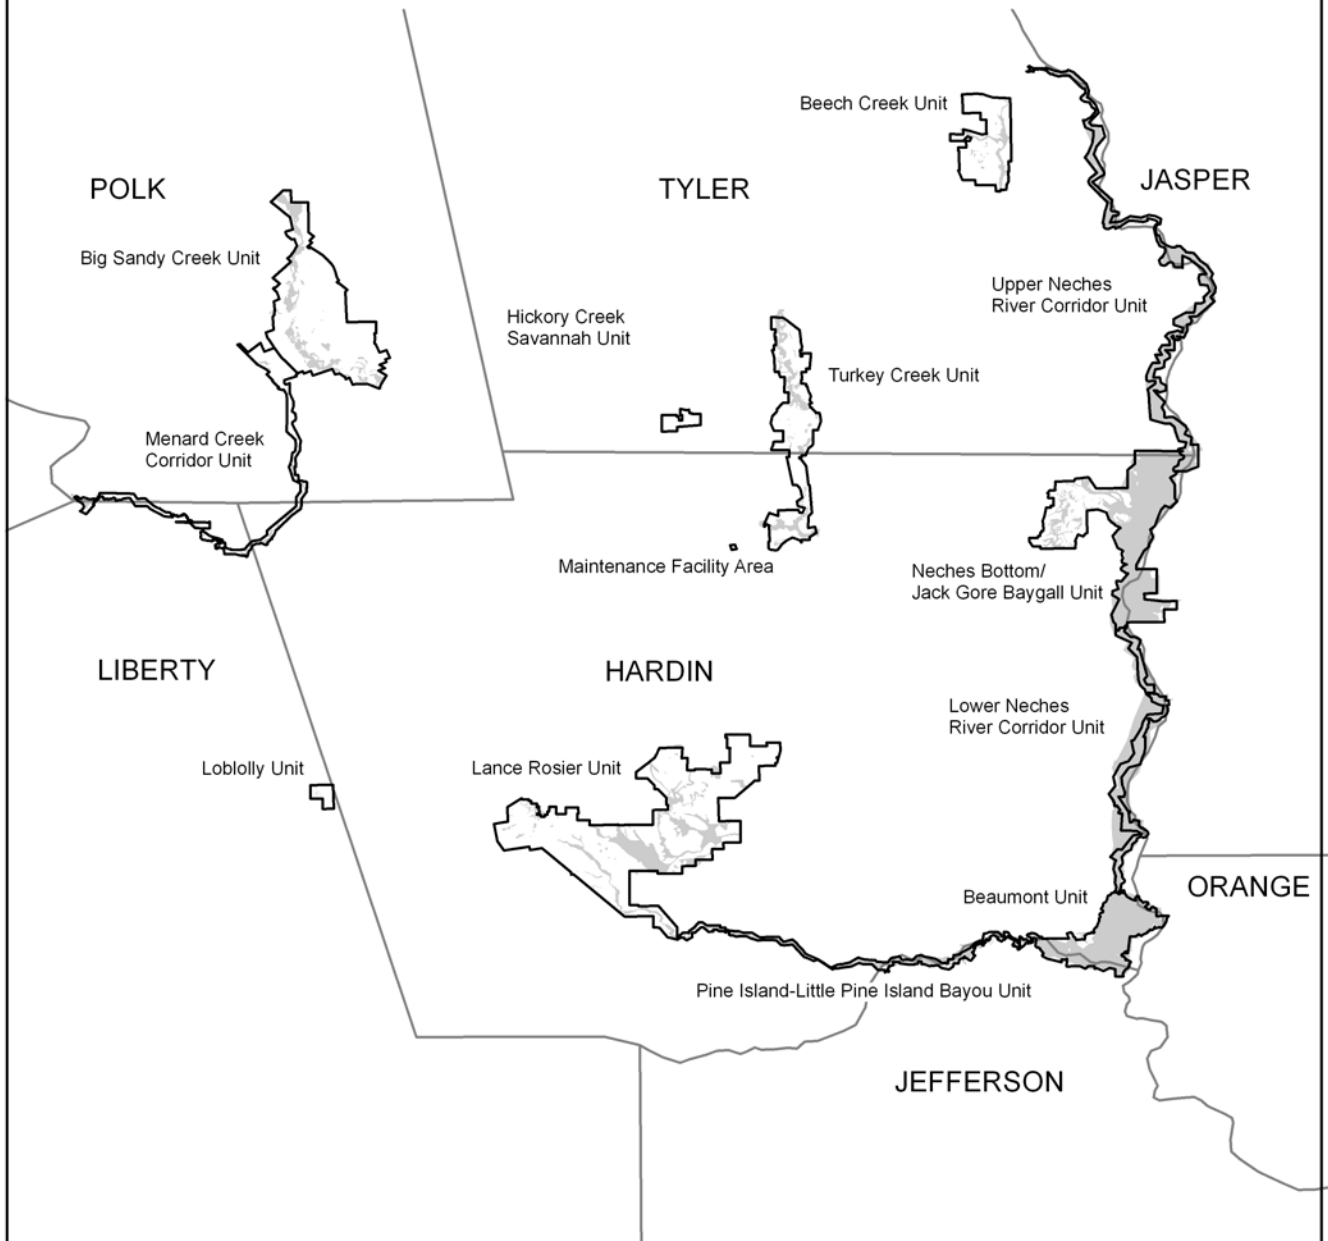 Beech Creek Unit
POLK
TYLER
JASPER
Big Sandy Creek Unit
Upper Neches
River Corridor Unit
Hickory Creek
Savannah Unit
Turkey Creek Unit
Menard Creek
Corridor Unit
Maintenance Facility Area
Neches Bottom/
Jack Gore Baygall Unit
LIBERTY
HARDIN
Lower Neches
River Corridor Unit
Loblolly Unit
Lance Rosier Unit
Beaumont Unit
ORANGE
Pine Island-Little Pine Island Bayou Unit
JEFFERSON